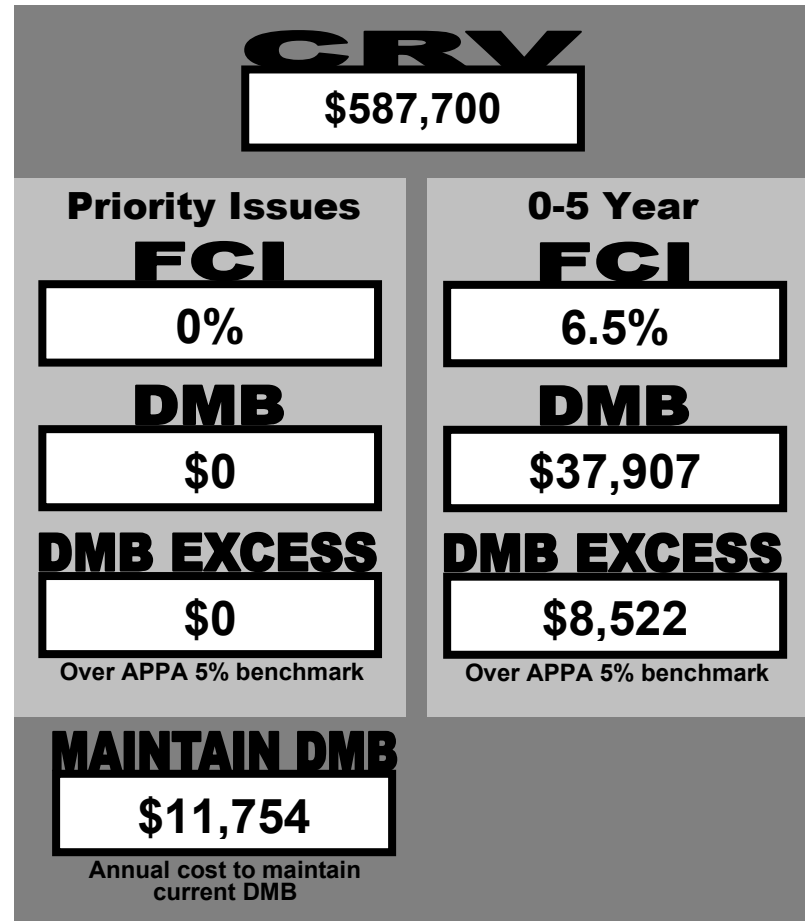 CRV
$587,700
Priority Issues
FCI
0%
DMB
$0
DMB EXCESS
$0
Over APPA 5% benchmark
0-5 Year
FCI
6.5%
DMB
$37,907
DMB EXCESS
$8,522
Over APPA 5% benchmark
MAINTAIN DMB
$11,754
Annual cost to maintain
current DMB